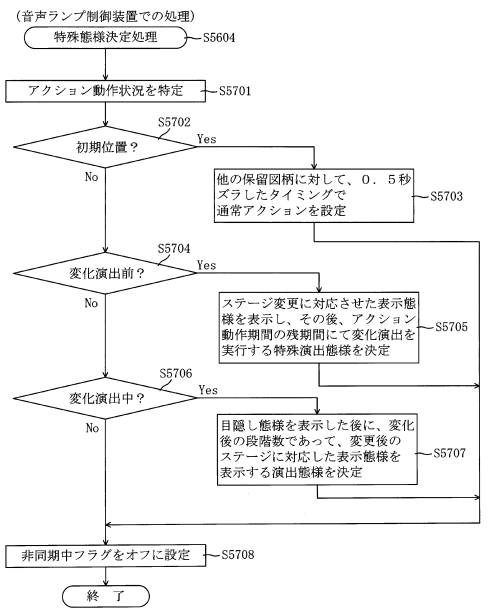 (音声ランプ制御装置での処理)
特殊態様決定処理
S5604
アクション動作状況を特定
S5701
S5702
初期位置？
Yes
No
他の保留図柄に対して、０．５秒
ズラしたタイミングで
通常アクションを設定
S5703
S5704
変化演出前？
Yes
No
ステージ変更に対応させた表示態
様を表示し、その後、アクション
動作期間の残期間にて変化演出を
実行する特殊演出態様を決定
S5705
S5706
変化演出中？
Yes
No
目隠し態様を表示した後に、変化
後の段階数であって、変更後の
ステージに対応した表示態様を
表示する演出態様を決定
S5707
非同期中フラグをオフに設定
S5708
終 了